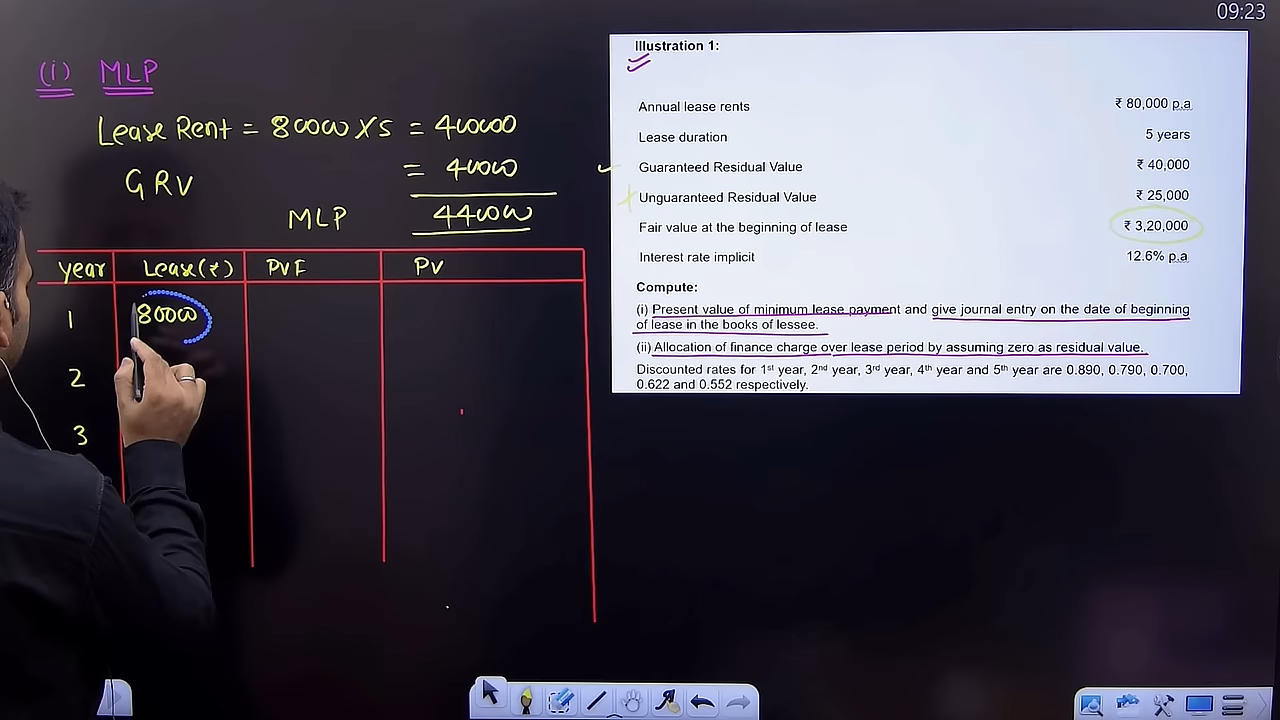 09:23
(i) MLP
Lease Rent = 80000 X 5 = 400000
GRV = 40000
MLP 440000
year Lease(₹) PVF PV
1 80000
2
3
Illustration 1:
Annual lease rents ₹ 80,000 p.a
Lease duration 5 years
Guaranteed Residual Value ₹ 40,000
Unguaranteed Residual Value ₹ 25,000
Fair value at the beginning of lease ₹ 3,20,000
Interest rate implicit 12.6% p.a
Compute:
(i) Present value of minimum lease payment and give journal entry on the date of beginning
of lease in the books of lessee.
(ii) Allocation of finance charge over lease period by assuming zero as residual value.
Discounted rates for 1st year, 2nd year, 3rd year, 4th year and 5th year are 0.890, 0.790, 0.700,
0.622 and 0.552 respectively.